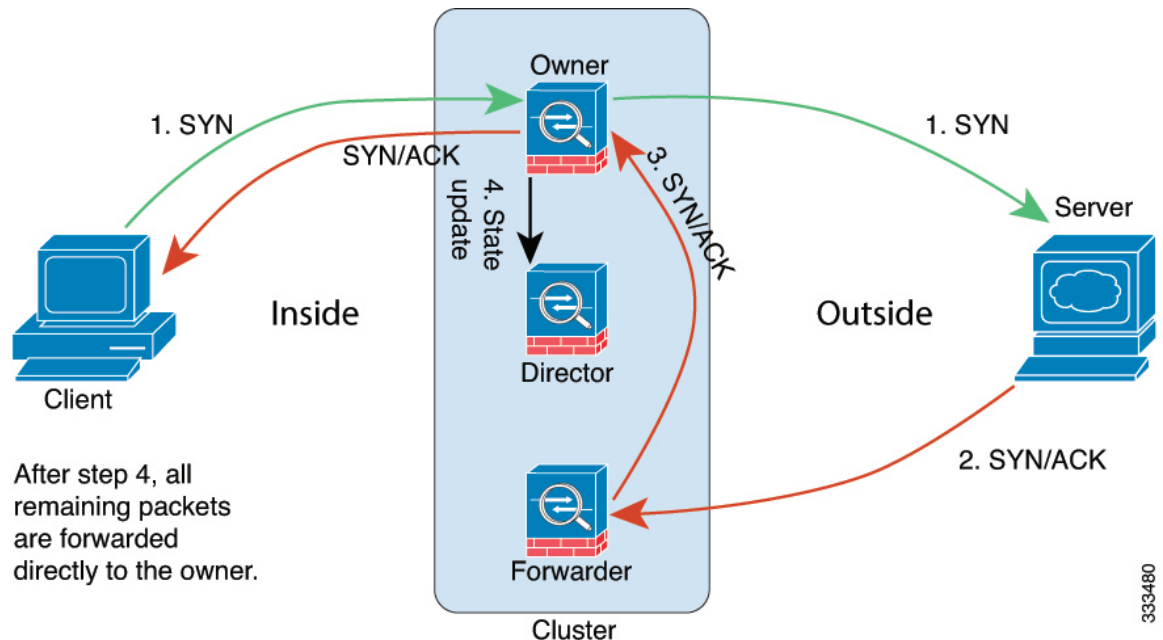 Owner
1. SYN
1. SYN
SYN/ACK
4. State
update
3. SYN/ACK
Server
Inside
Outside
Director
Client
2. SYN/ACK
After step 4, all
remaining packets
are forwarded
directly to the owner.
Forwarder
333480
Cluster